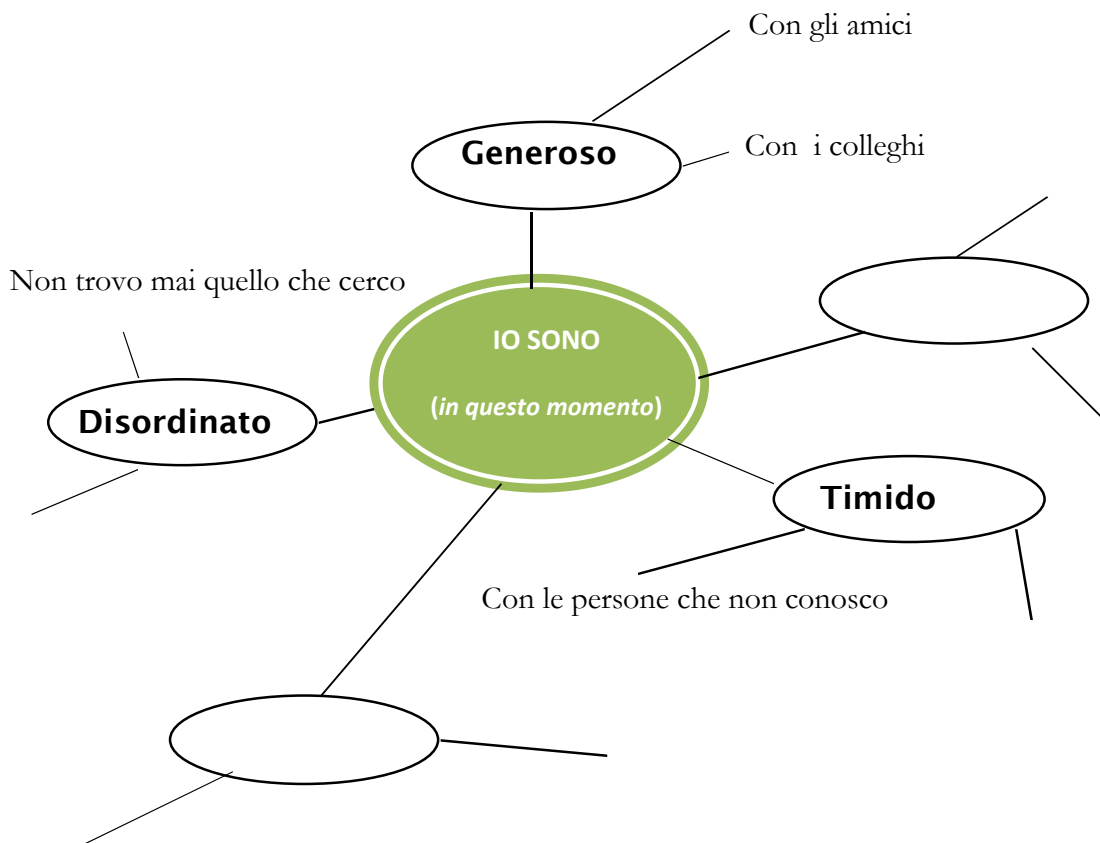 Con gli amici
Generoso
Con i colleghi
Non trovo mai quello che cerco
IO SONO
(in questo momento)
Disordinato
Timido
Con le persone che non conosco